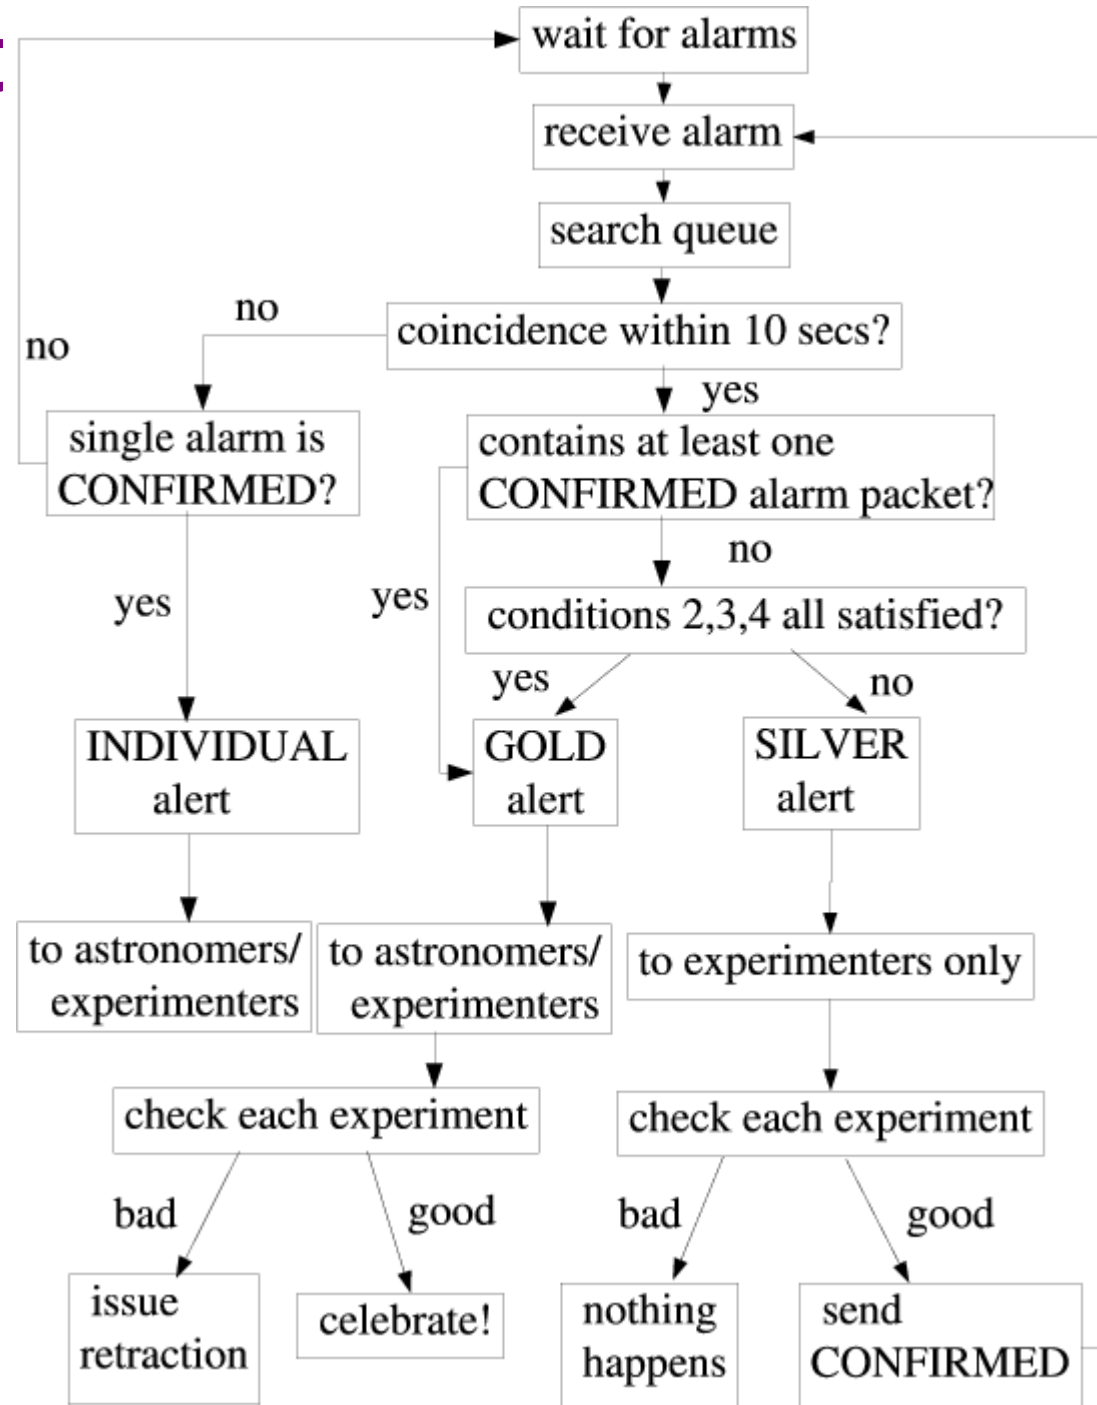 wait for alarms
receive alarm
search queue
no
coincidence within 10 secs?
no
yes
single alarm is
CONFIRMED?
contains at least one
CONFIRMED alarm packet?
no
yes
yes
conditions 2,3,4 all satisfied?
yes
no
INDIVIDUAL
alert
GOLD
alert
SILVER
alert
to astronomers/
experimenters
to astronomers/
experimenters
to experimenters only
check each experiment
check each experiment
bad
good
bad
good
issue
retraction
celebrate!
nothing
happens
send
CONFIRMED